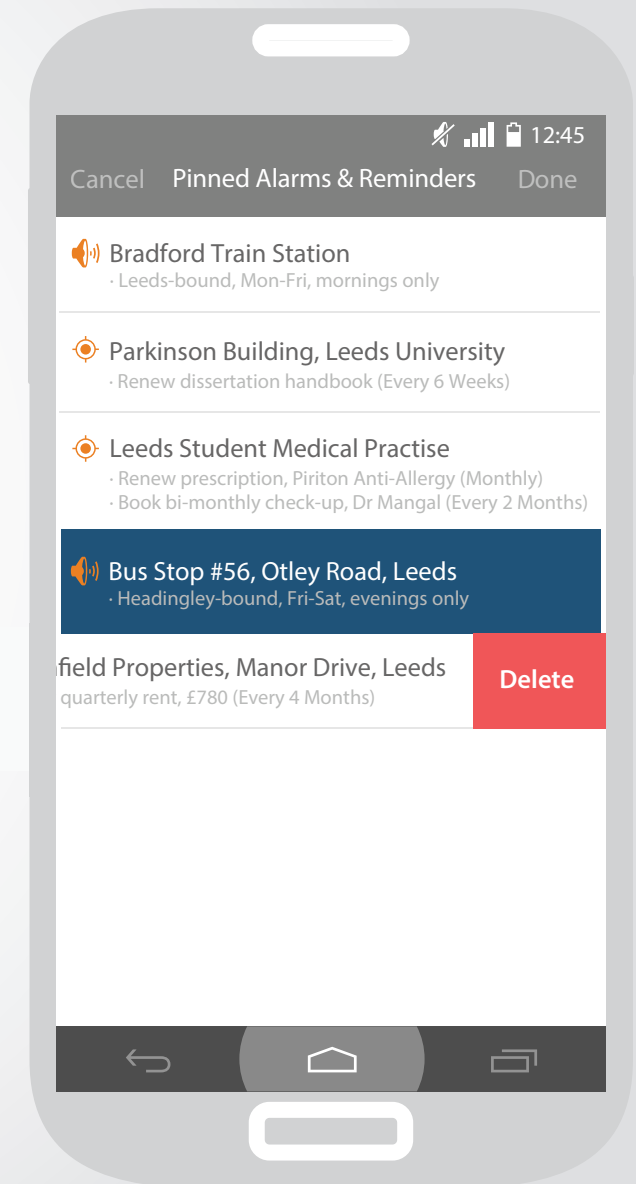 12:45
Cancel Pinned Alarms & Reminders Done
Bradford Train Station
· Leeds-bound, Mon-Fri, mornings only
Parkinson Building, Leeds University
· Renew dissertation handbook (Every 6 Weeks)
Leeds Student Medical Practise
· Renew prescription, Piriton Anti-Allergy (Monthly)
· Book bi-monthly check-up, Dr Mangal (Every 2 Months)
Bus Stop #56, Otley Road, Leeds
· Headingley-bound, Fri-Sat, evenings only
field Properties, Manor Drive, Leeds
quarterly rent, £780 (Every 4 Months)
Delete